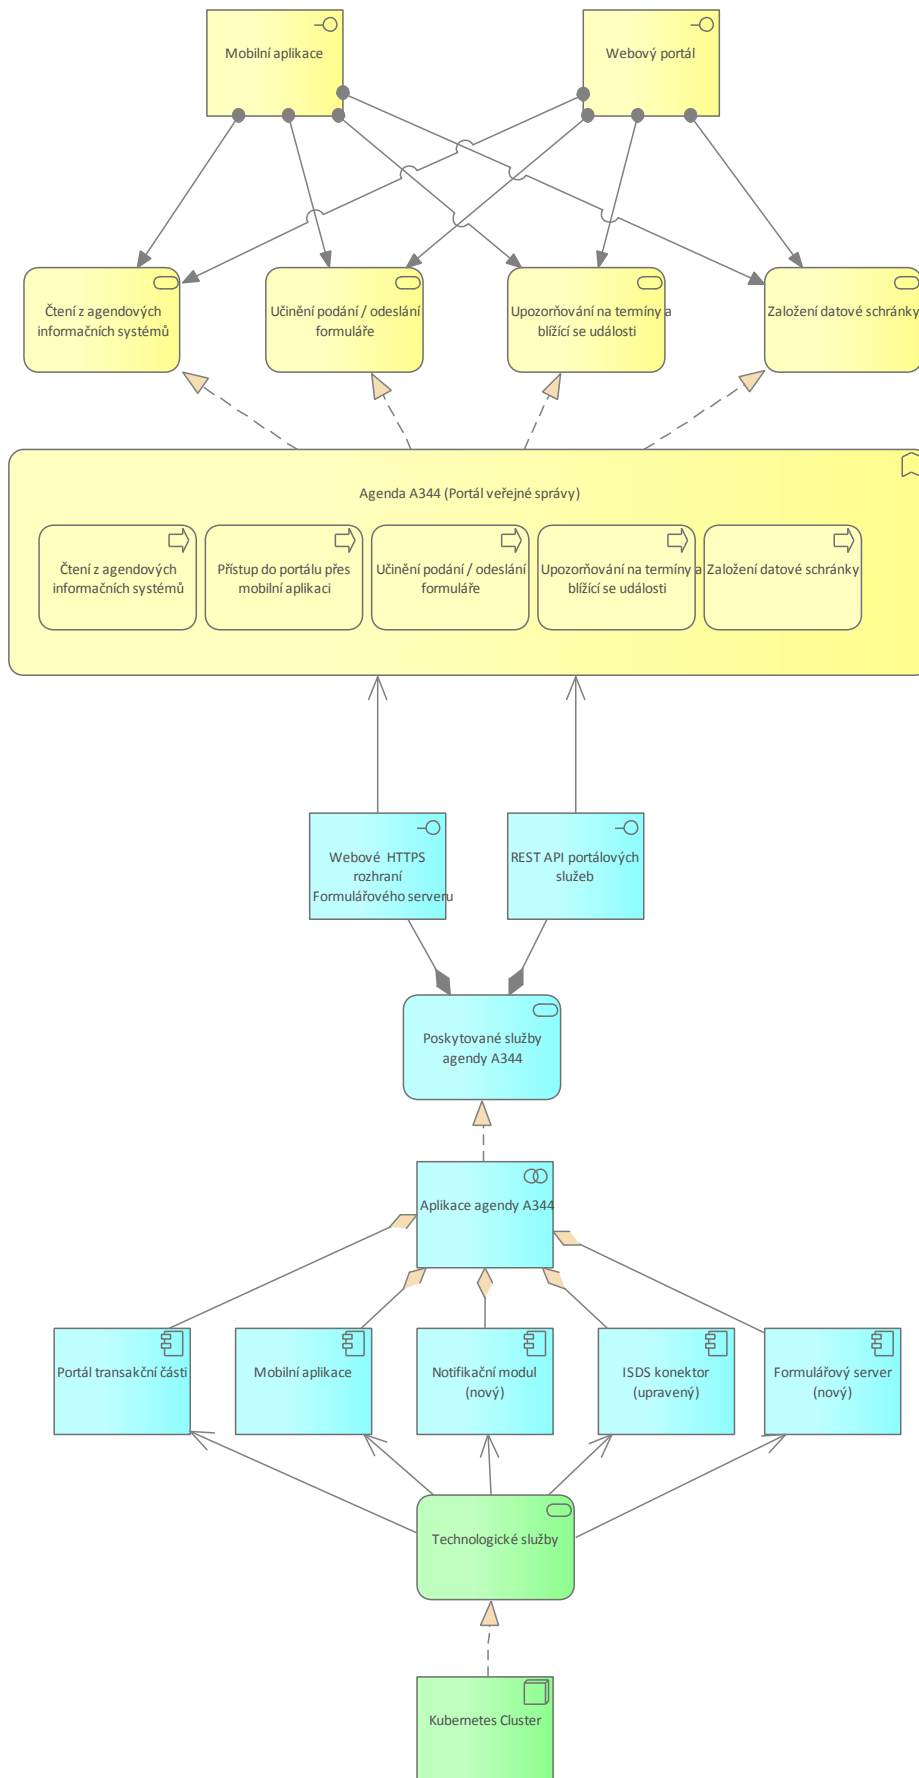 Mobilní aplikace
Webový portál
Čtení z agendových
informačních systémů
Učinění podání / odeslání
formuláře
Upozorňování na termíny a
blížící se události
Založení datové schránky
Agenda A344 (Portál veřejné správy)
Čtení z agendových
informačních systémů
Přístup do portálu přes
mobilní aplikaci
Učinění podání / odeslání
formuláře
Upozorňování na termíny a
blížící se události
Založení datové schránky
Webové HTTPS
rozhraní
Formulářového serveru
REST API portálových
služeb
Poskytované služby
agendy A344
Aplikace agendy A344
Portál transakční části
Mobilní aplikace
Notifikační modul
(nový)
ISDS konektor
(upravený)
Formulářový server
(nový)
Technologické služby
Kubernetes Cluster